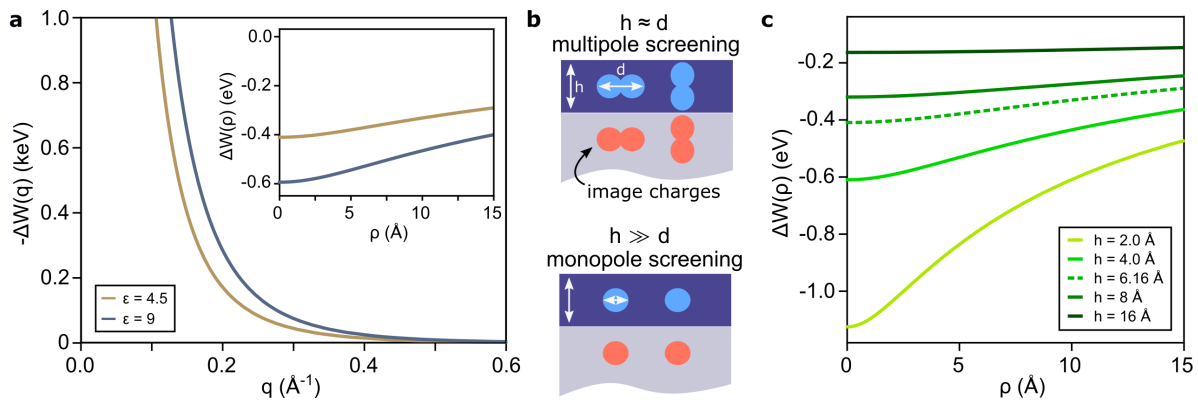 a
-ΔW(q) (keV)
1.0
0.8
0.6
0.4
0.2
0
0.0
0.2
0.4
0.6
q (Å⁻¹)
ε = 4.5
ε = 9
ΔW(ρ) (eV)
0.0
-0.2
-0.4
-0.6
0
5
10
15
ρ (Å)
b
h ≈ d
multipole screening
d
h
image charges
h ≫ d
monopole screening
c
ΔW(ρ) (eV)
-0.2
-0.4
-0.6
-0.8
-1.0
0
5
10
15
ρ (Å)
h = 2.0 Å
h = 4.0 Å
h = 6.16 Å
h = 8 Å
h = 16 Å